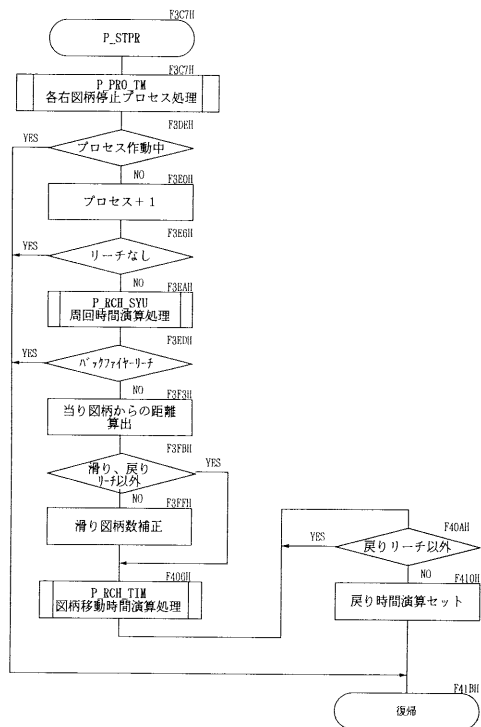 F3C7H
P_STPR
F3C7H
P_PRO_TM
各右図柄停止プロセス処理
F3DEH
YES
プロセス作動中
NO
F3E0H
プロセス+1
F3E6H
YES
リーチなし
NO
F3EAH
P_RCH_SYU
周回時間演算処理
F3EDH
YES
バックファイヤーリーチ
NO
F3F3H
当り図柄からの距離
算出
F3FBH
滑り、戻り
リーチ以外
YES
NO
F3FFH
滑り図柄数補正
F406H
P_RCH_TIM
図柄移動時間演算処理
F40AH
YES
戻りリーチ以外
NO
F410H
戻り時間演算セット
F41BH
復帰